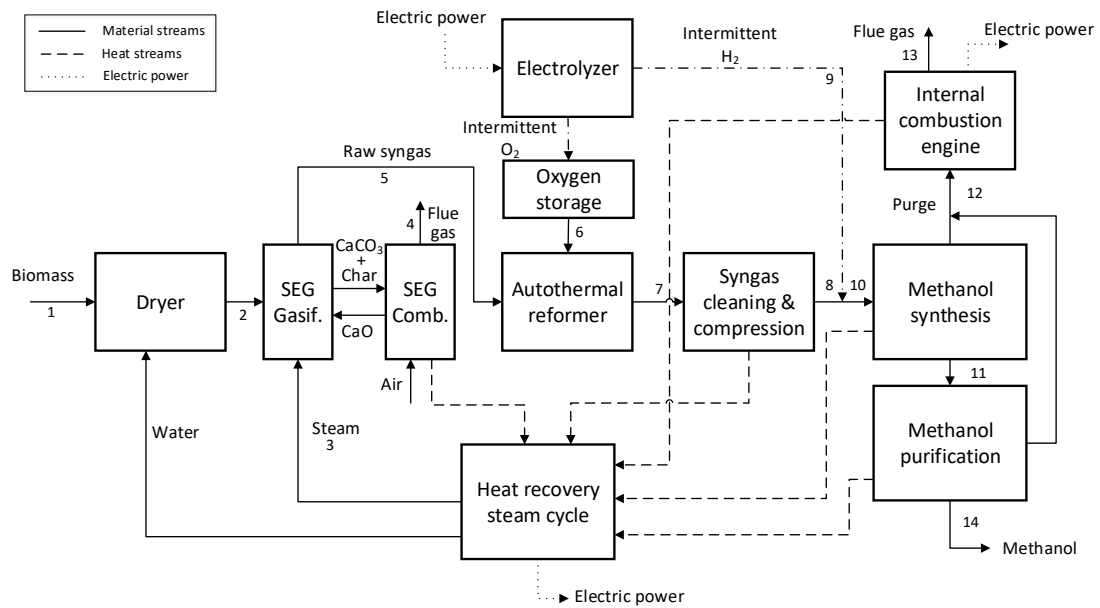 Material streams
Heat streams
Electric power
Electric power
Electrolyzer
Intermittent
H₂
9
Flue gas
13
Electric power
Internal
combustion
engine
Intermittent
O₂
Oxygen
storage
6
Raw syngas
5
4
Flue
gas
12
Purge
Biomass
1
Dryer
2
SEG
Gasif.
CaCO₃
+
Char
CaO
SEG
Comb.
Autothermal
reformer
7
Syngas
cleaning &
compression
8
10
Methanol
synthesis
Air
11
Water
Steam
3
Heat recovery
steam cycle
Methanol
purification
14
Methanol
Electric power